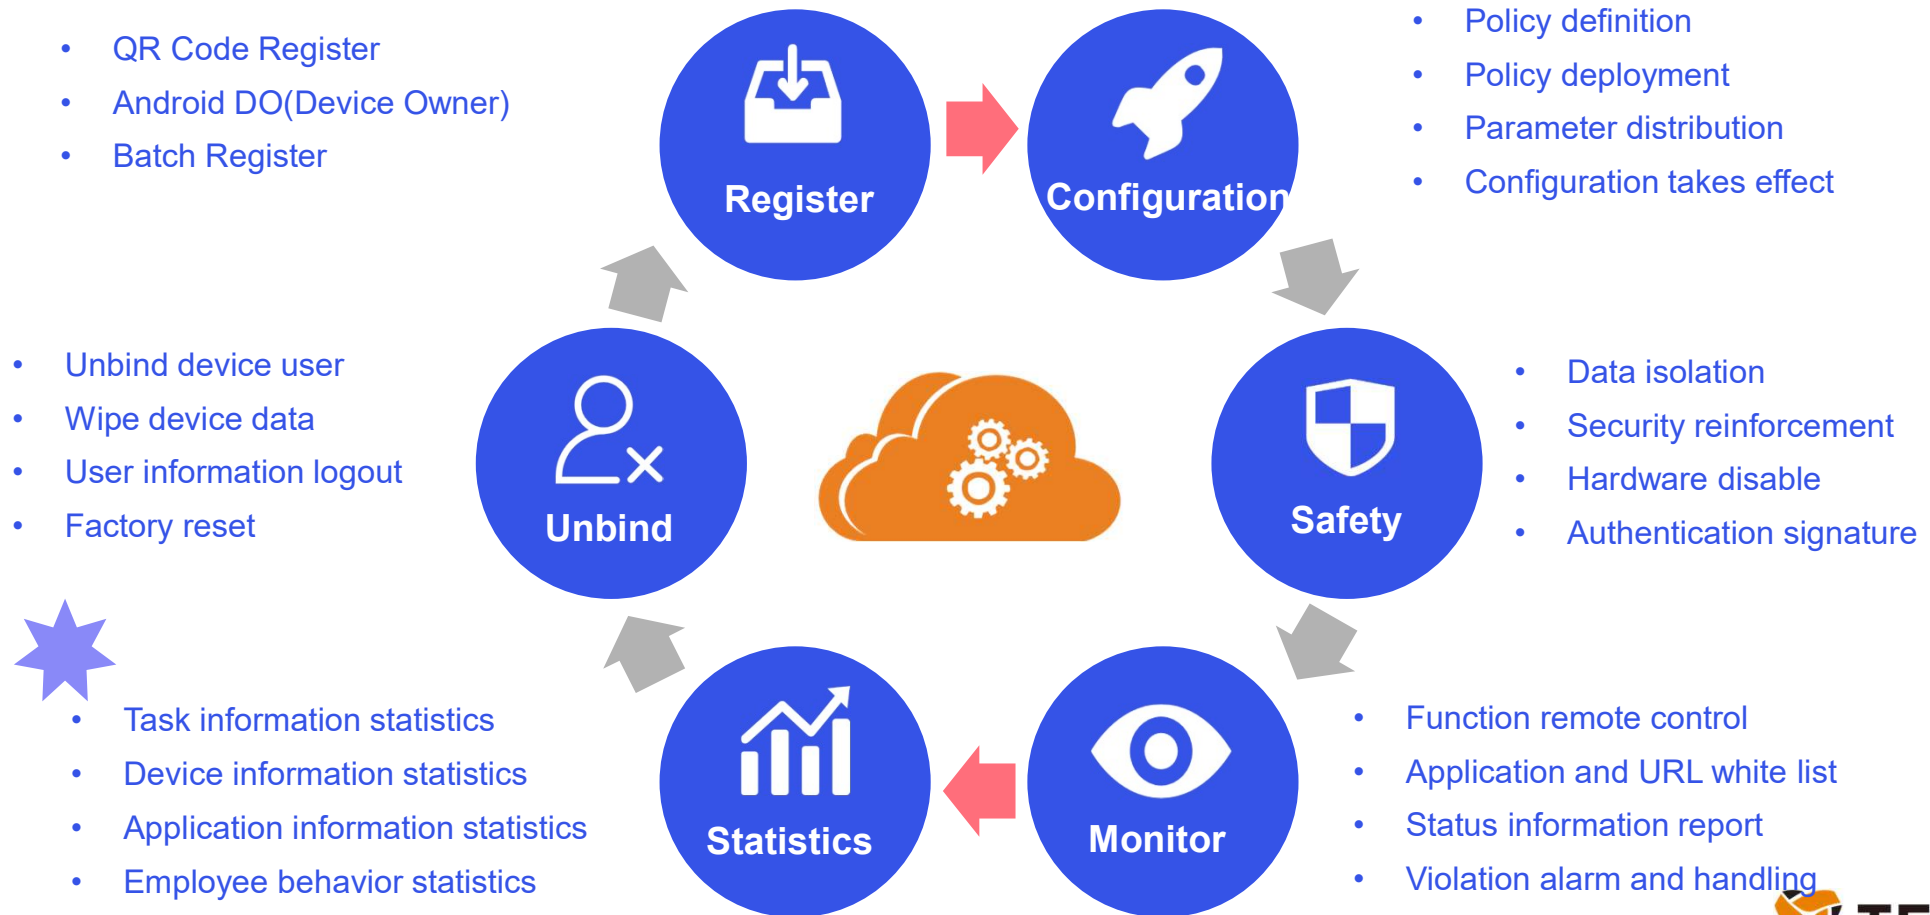 QR Code Register
Android DO(Device Owner)
Batch Register
Register
Configuration
Policy definition
Policy deployment
Parameter distribution
Configuration takes effect
Unbind device user
Wipe device data
User information logout
Factory reset
Unbind
Safety
Data isolation
Security reinforcement
Hardware disable
Authentication signature
Task information statistics
Device information statistics
Application information statistics
Employee behavior statistics
Statistics
Monitor
Function remote control
Application and URL white list
Status information report
Violation alarm and handling